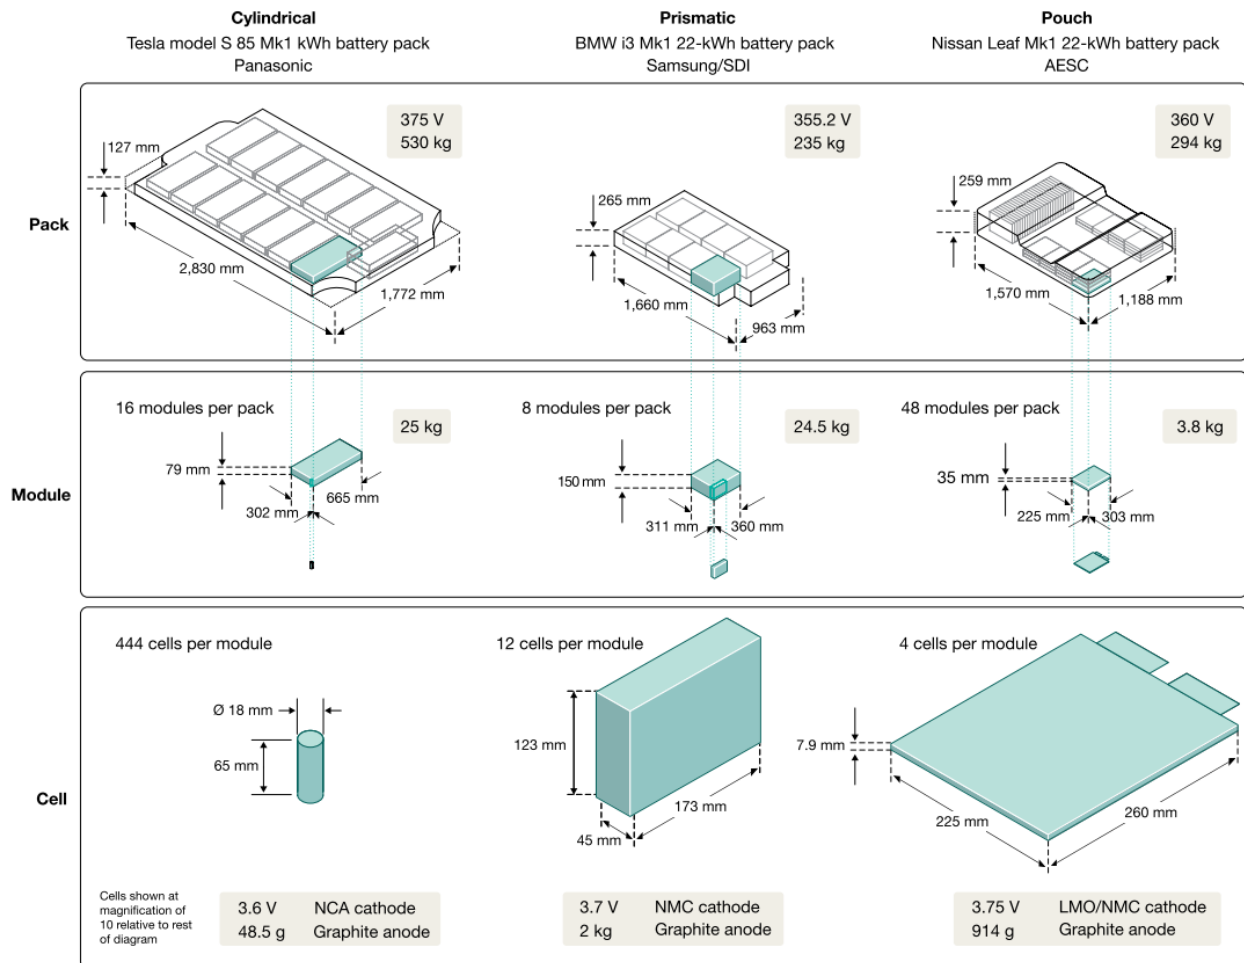 Cylindrical
Tesla model S 85 Mk1 kWh battery pack
Panasonic
Prismatic
BMW i3 Mk1 22-kWh battery pack
Samsung/SDI
Pouch
Nissan Leaf Mk1 22-kWh battery pack
AESC
Pack
375 V
530 kg
127 mm
2,830 mm
1,772 mm
355.2 V
235 kg
265 mm
1,660 mm
963 mm
360 V
294 kg
259 mm
1,570 mm
1,188 mm
Module
16 modules per pack
25 kg
79 mm
302 mm
665 mm
8 modules per pack
24.5 kg
150 mm
311 mm
360 mm
48 modules per pack
3.8 kg
35 mm
225 mm
303 mm
Cell
444 cells per module
Ø 18 mm
65 mm
12 cells per module
123 mm
45 mm
173 mm
4 cells per module
7.9 mm
225 mm
260 mm
Cells shown at
magnification of
10 relative to rest
of diagram
3.6 V NCA cathode
48.5 g Graphite anode
3.7 V NMC cathode
2 kg Graphite anode
3.75 V LMO/NMC cathode
914 g Graphite anode